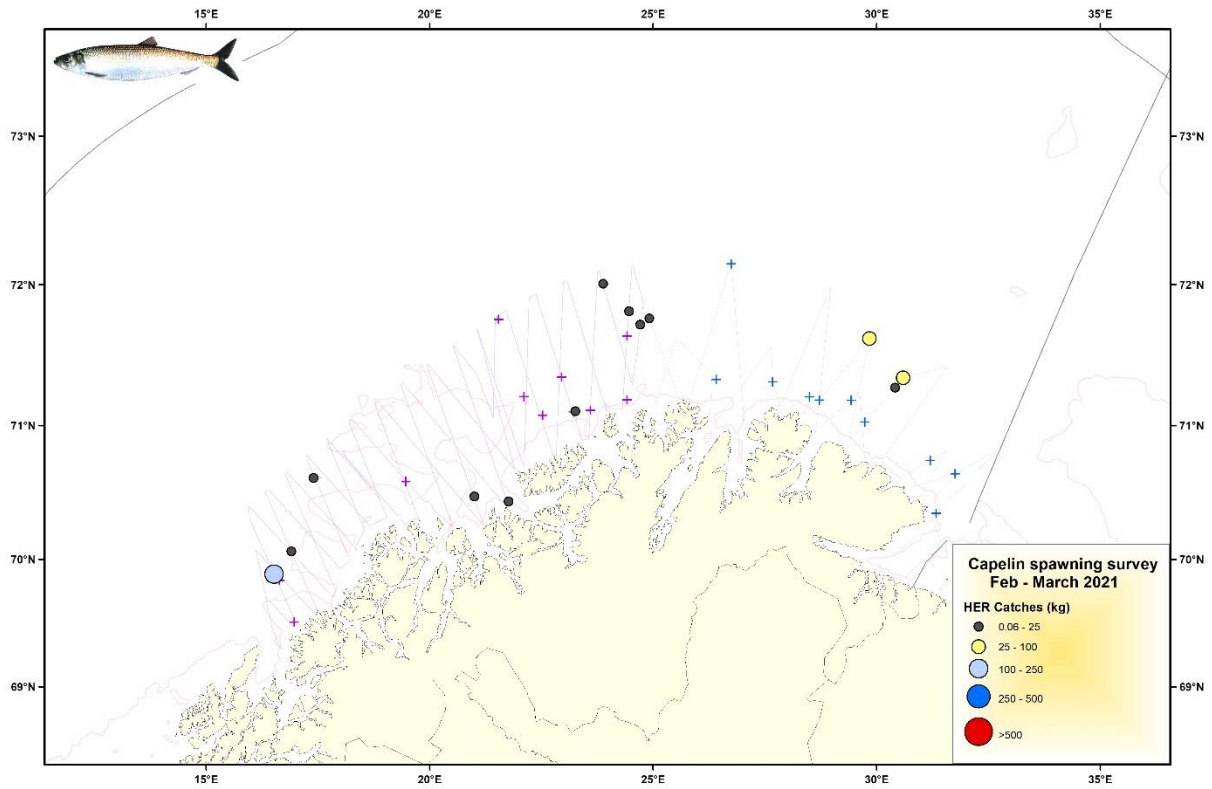 15°E 20°E 25°E 30°E 35°E
73°N 73°N
72°N 72°N
71°N 71°N
70°N 70°N
69°N 69°N
Capelin spawning survey
Feb - March 2021
HER Catches (kg)
0.06 - 25
25 - 100
100 - 250
250 - 500
>500
15°E 20°E 25°E 30°E 35°E